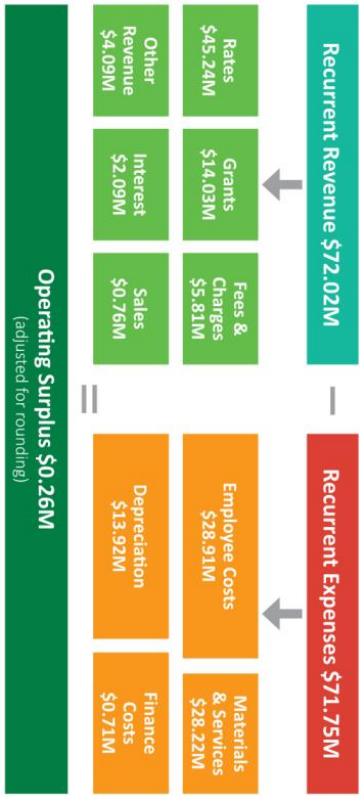 Recurrent Revenue $72.02M
–
Recurrent Expenses $71.75M
Rates
$45.24M
Grants
$14.03M
Fees &
Charges
$5.81M
Employee Costs
$28.91M
Materials
& Services
$28.22M
Other
Revenue
$4.09M
Interest
$2.09M
Sales
$0.76M
Depreciation
$13.92M
Finance
Costs
$0.71M
=
Operating Surplus $0.26M
(adjusted for rounding)